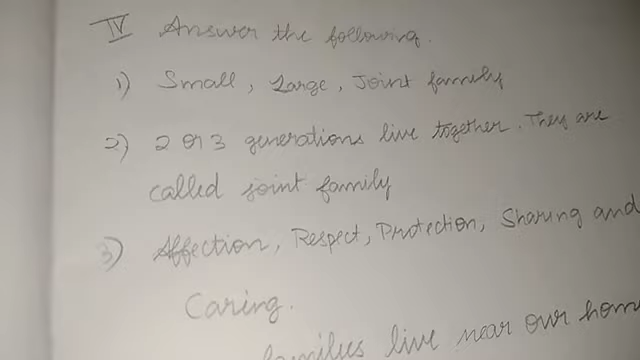 IV Answer the following.
1) Small, Large, Joint family
2) 2 or 3 generations live together. They are
called joint family
3) Affection, Respect, Protection, Sharing and
Caring.
families live near our home